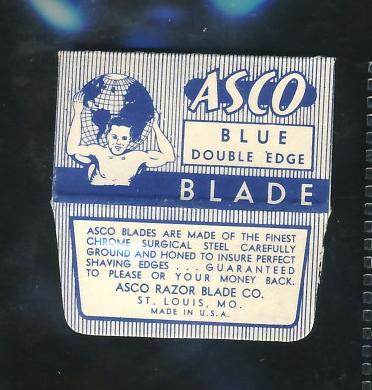 ASCO
BLUE
DOUBLE EDGE
BLADE
ASCO BLADES ARE MADE OF THE FINEST
CHROME SURGICAL STEEL CAREFULLY
GROUND AND HONED TO INSURE PERFECT
SHAVING EDGES . . . GUARANTEED
TO PLEASE OR YOUR MONEY BACK.
ASCO RAZOR BLADE CO.
ST. LOUIS, MO.
MADE IN U.S.A.